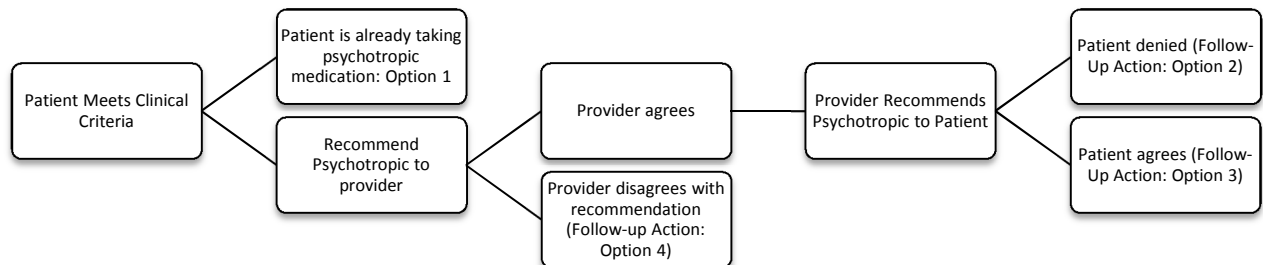 Patient Meets Clinical
Criteria
Patient is already taking
psychotropic
medication: Option 1
Recommend
Psychotropic to
provider
Provider agrees
Provider disagrees with
recommendation
(Follow-up Action:
Option 4)
Provider Recommends
Psychotropic to Patient
Patient denied (Follow-
Up Action: Option 2)
Patient agrees (Follow-
Up Action: Option 3)